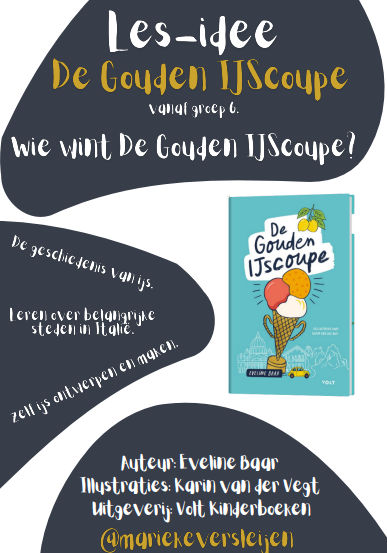 Les-idee
De Gouden IJScoupe
vanaf groep 6.
Wie wint De Gouden IJScoupe?
De geschiedenis van ijs.
Leren over belangrijke
steden in Italië.
Zelf ijs ontwerpen en maken.
De
Gouden
IJscoupe
EVELINE BAAR
VOLT
Auteur: Eveline Baar
Illustraties: Karin van der Vegt
Uitgeverij: Volt Kinderboeken
@mariekeversleijen